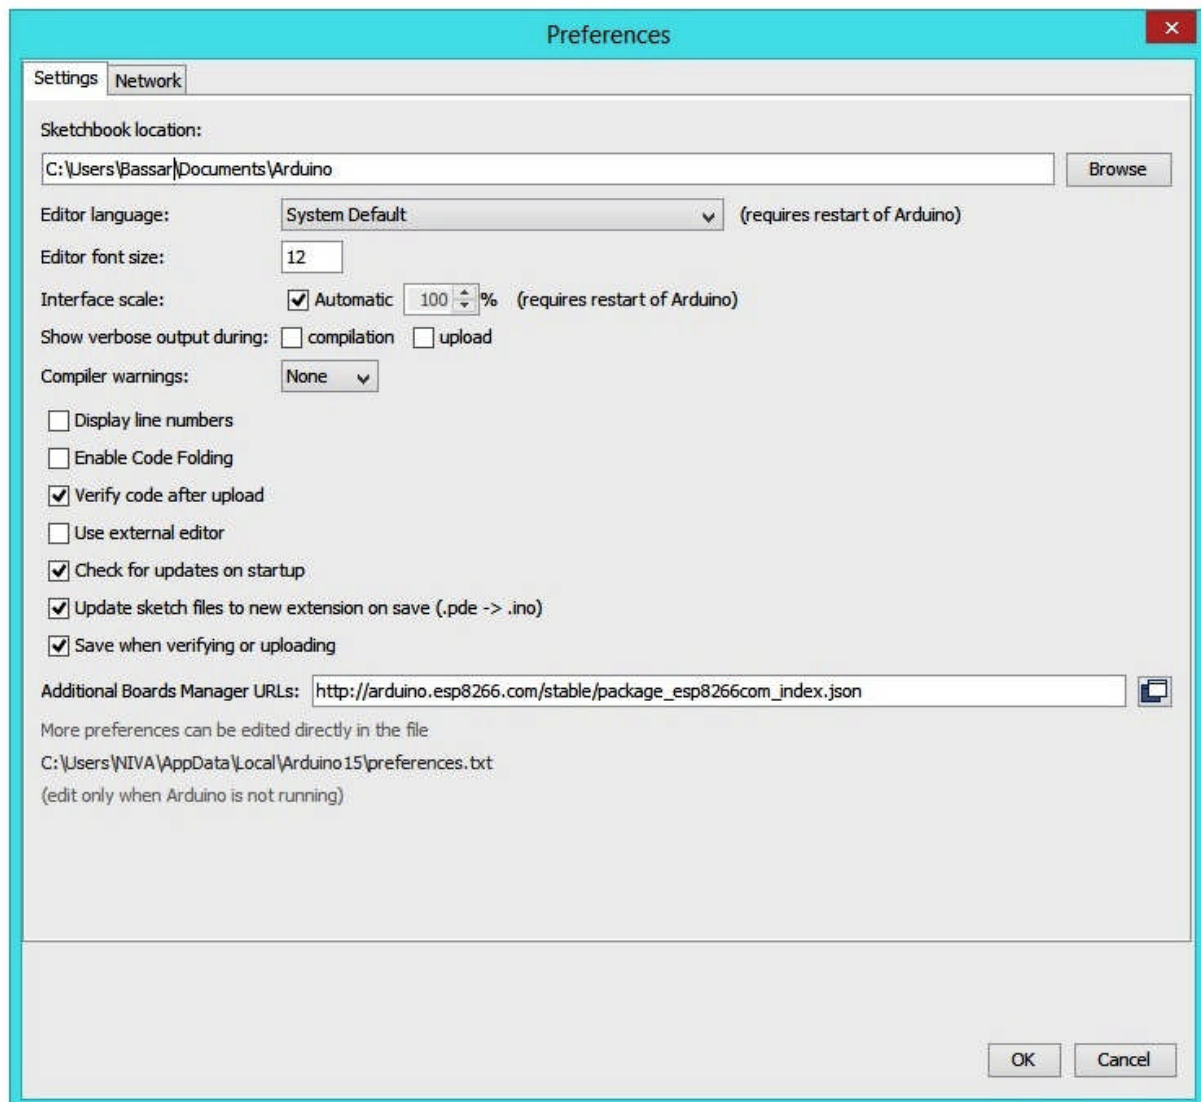 Preferences
Settings Network
Sketchbook location:
C:\Users\Bassar\Documents\Arduino Browse
Editor language: System Default (requires restart of Arduino)
Editor font size: 12
Interface scale: Automatic 100 % (requires restart of Arduino)
Show verbose output during: compilation upload
Compiler warnings: None
Display line numbers
Enable Code Folding
Verify code after upload
Use external editor
Check for updates on startup
Update sketch files to new extension on save (.pde -> .ino)
Save when verifying or uploading
Additional Boards Manager URLs: http://arduino.esp8266.com/stable/package_esp8266com_index.json
More preferences can be edited directly in the file
C:\Users\NIVA\AppData\Local\Arduino15\preferences.txt
(edit only when Arduino is not running)
OK Cancel